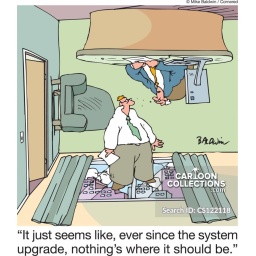 © Mike Baldwin / Cornered
BALDWIN
CARTOON
COLLECTIONS
.com
Search ID: CS122118
"It just seems like, ever since the system
upgrade, nothing's where it should be."